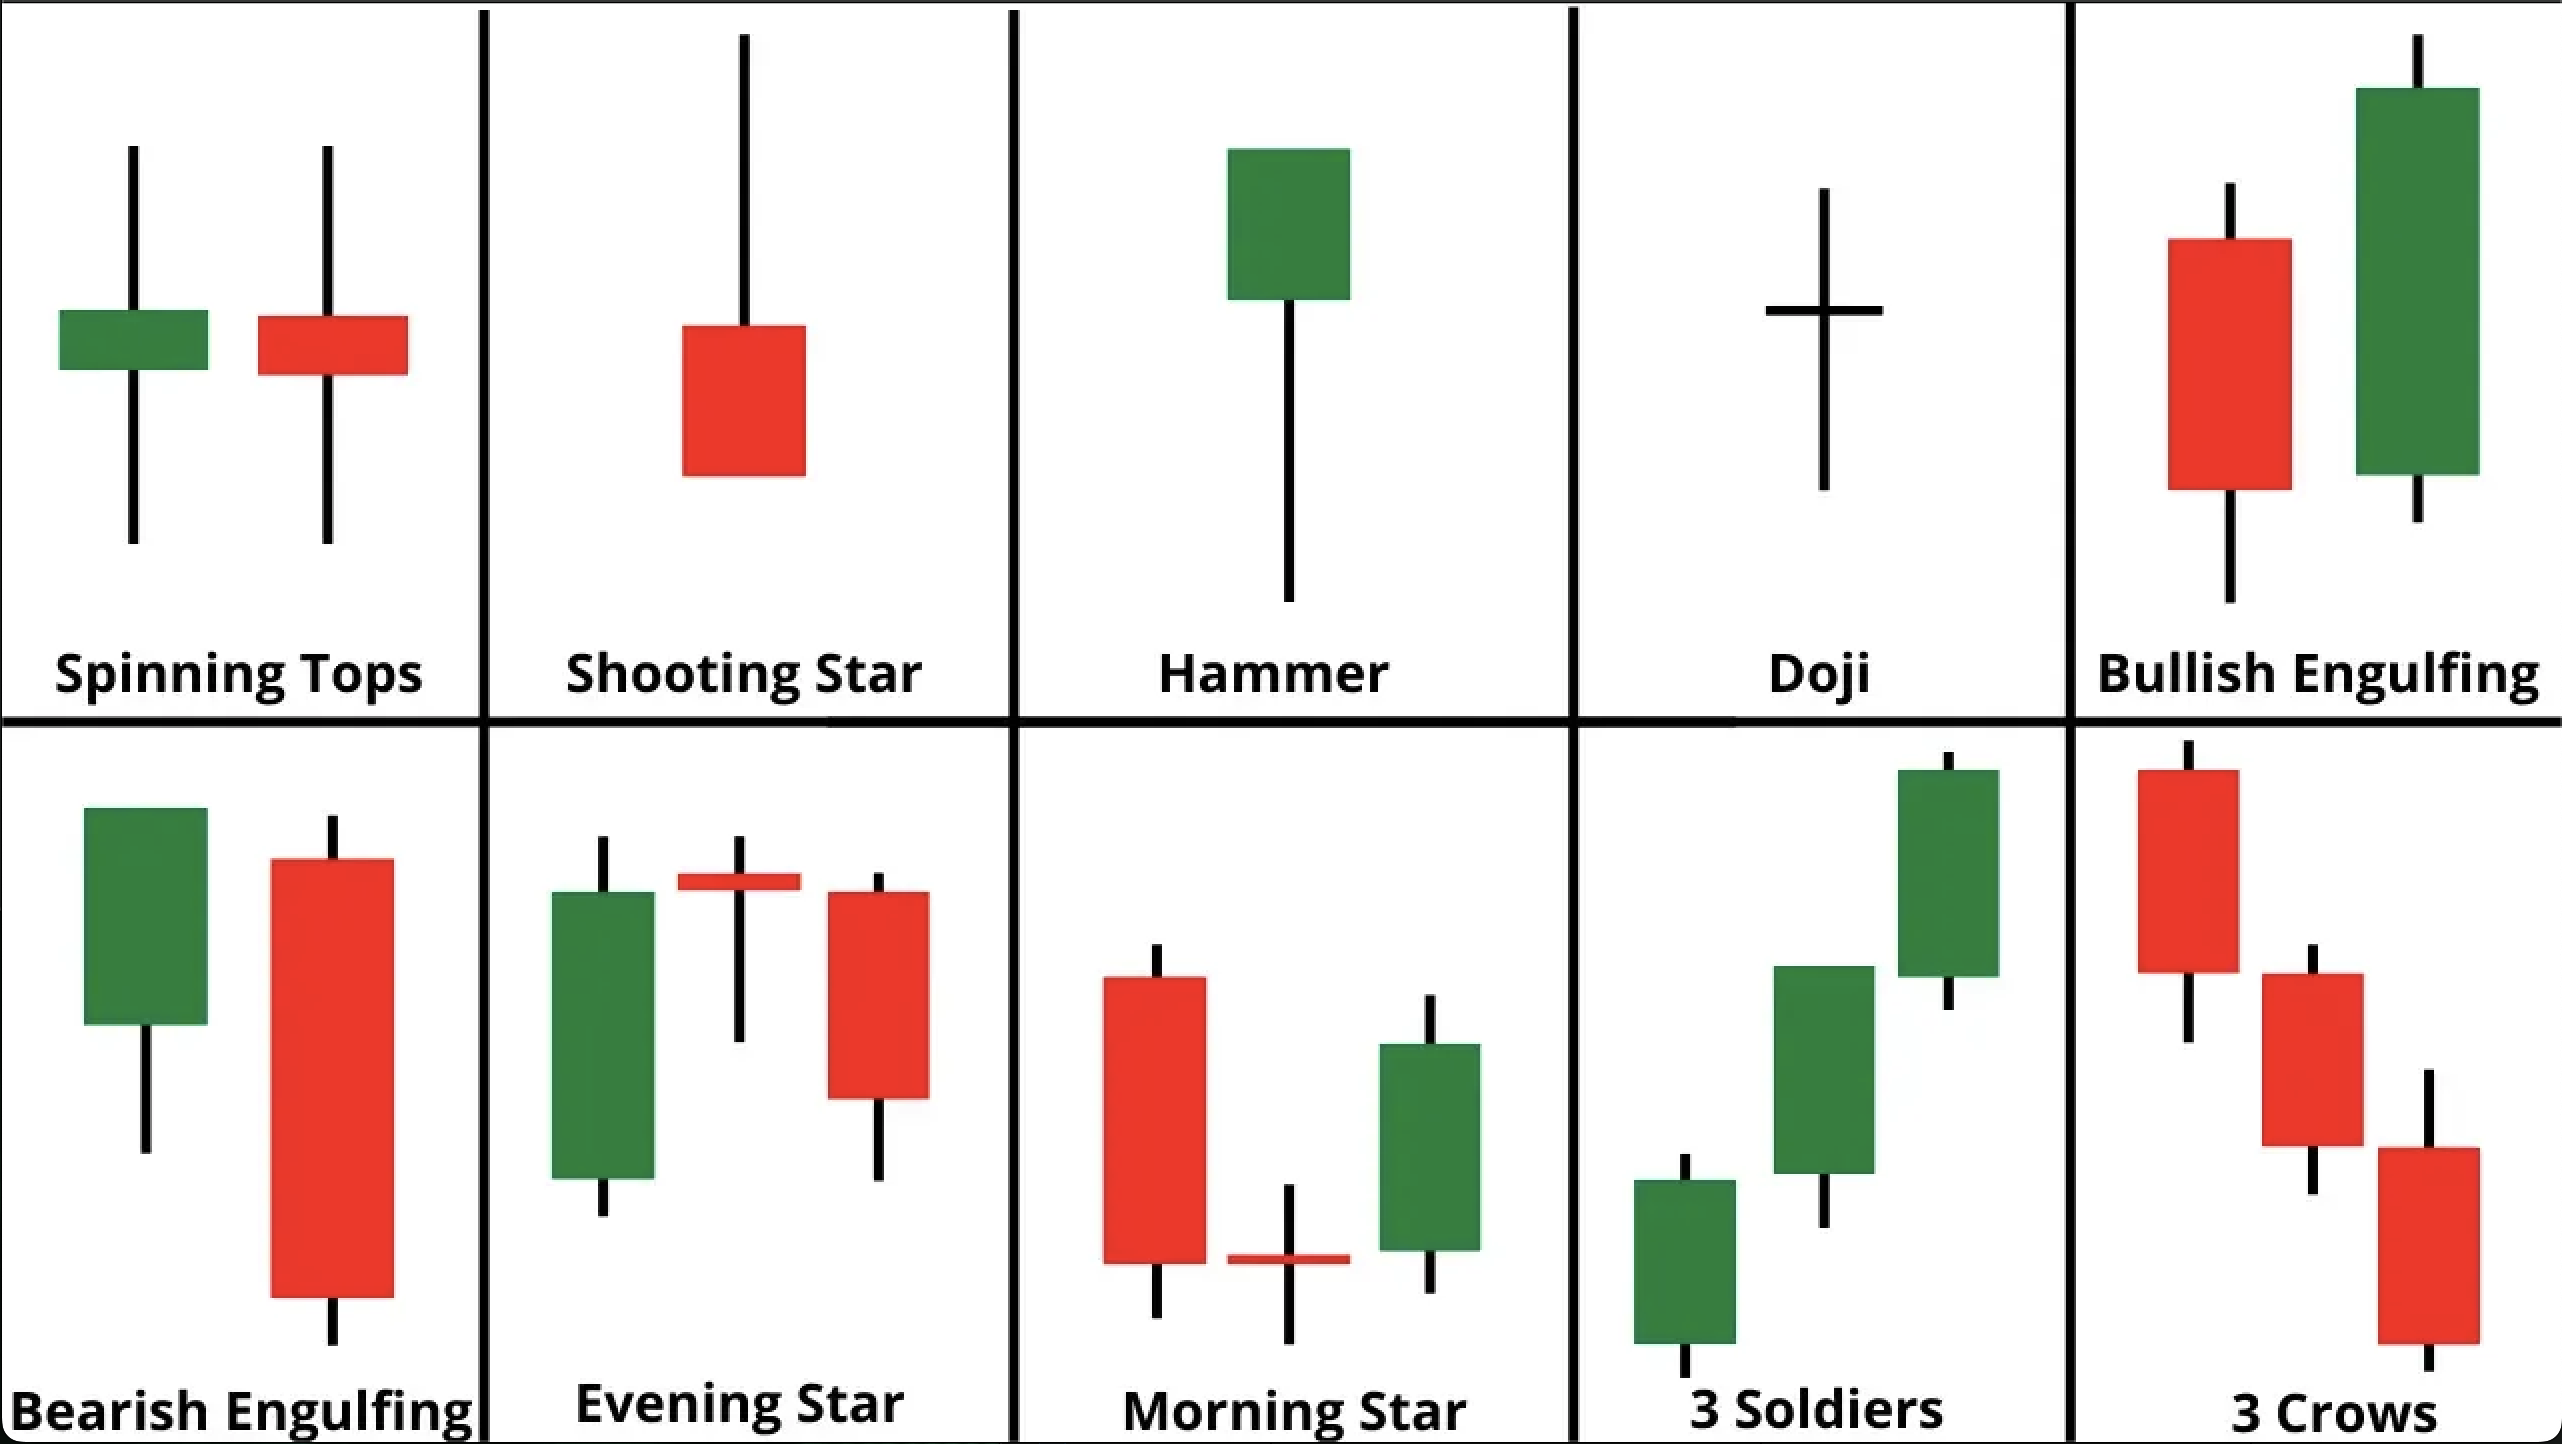 Spinning Tops
Shooting Star
Hammer
Doji
Bullish Engulfing
Bearish Engulfing
Evening Star
Morning Star
3 Soldiers
3 Crows